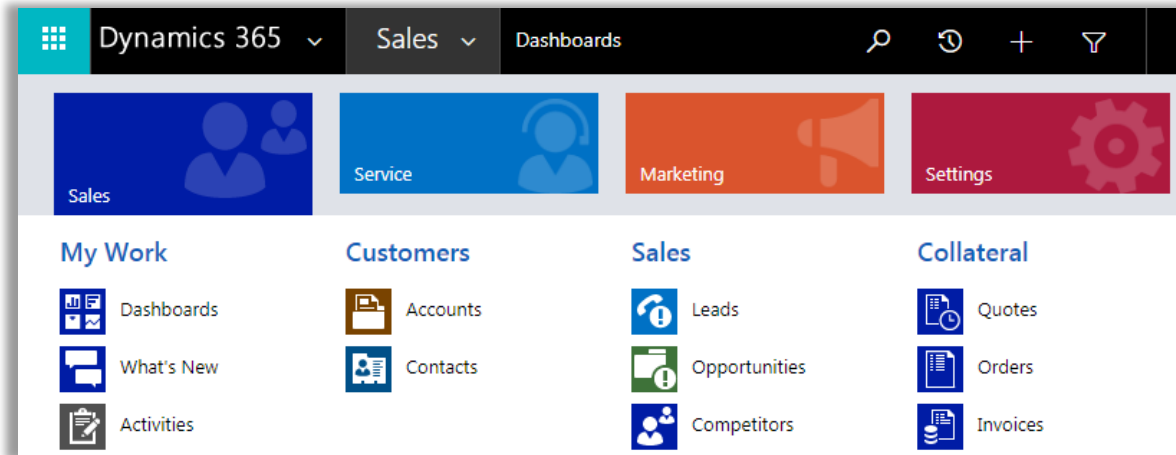 Dynamics 365 Sales Dashboards
Sales Service Marketing Settings
My Work Customers Sales Collateral
Dashboards Accounts Leads Quotes
What's New Contacts Opportunities Orders
Activities Competitors Invoices